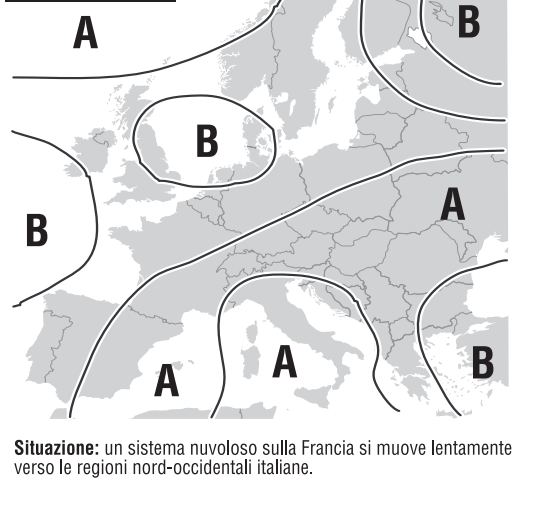 A
B
B
B
A
A
A
B
Situazione: un sistema nuvoloso sulla Francia si muove lentamente
verso le regioni nord-occidentali italiane.